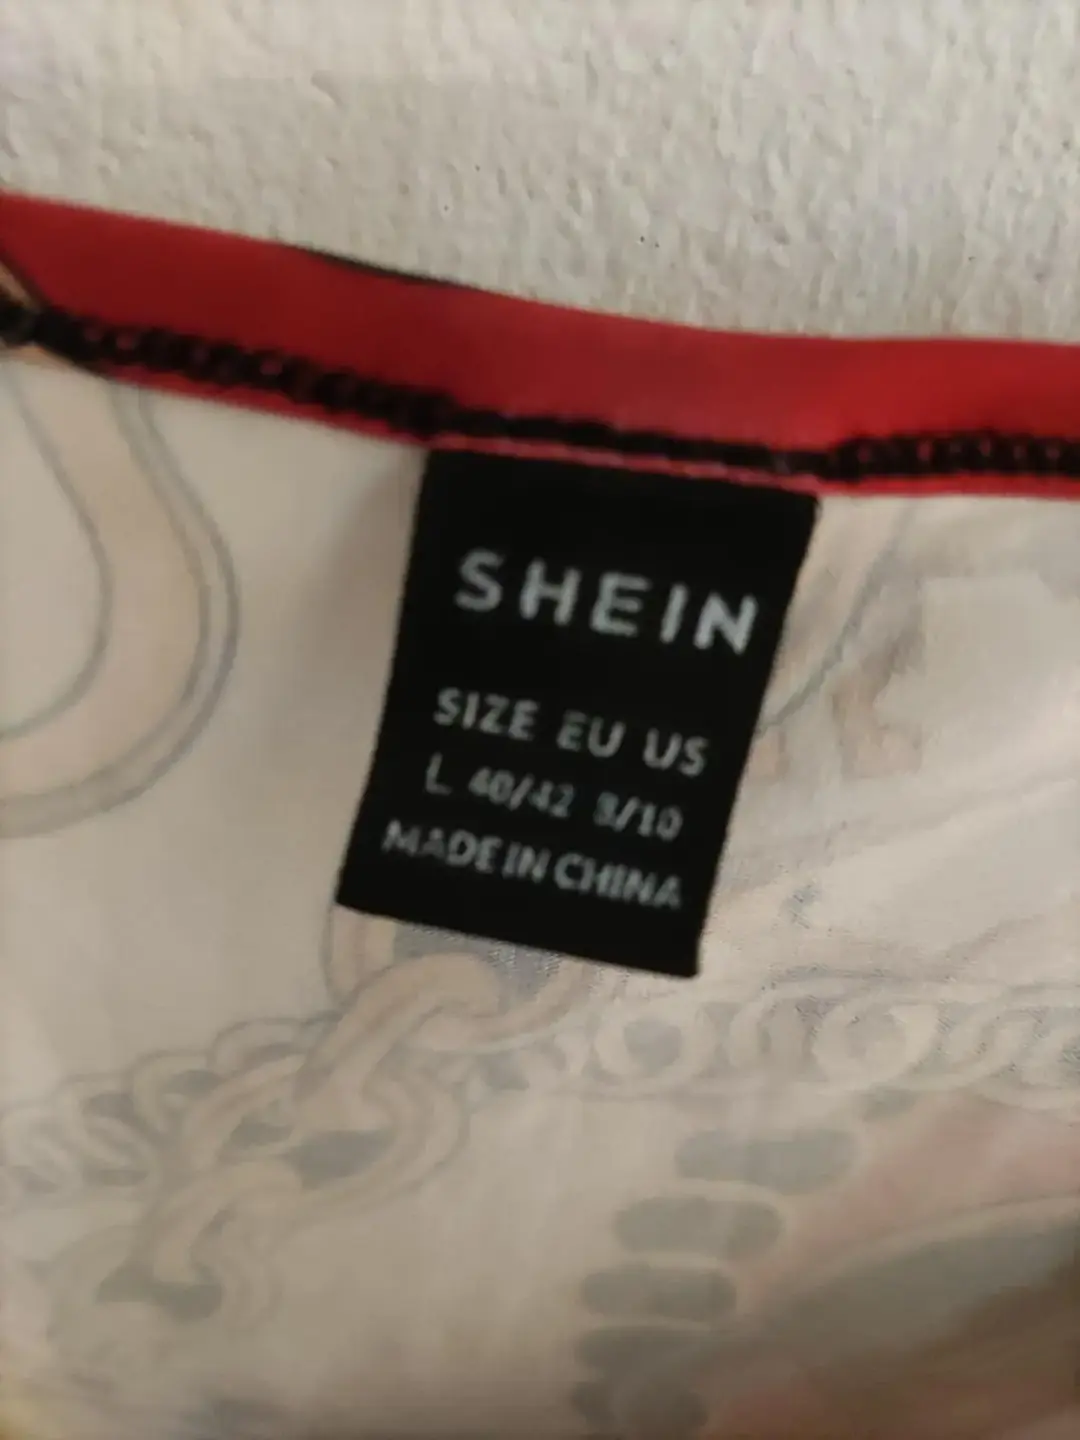 SHEIN
SIZE EU US
L 40/42 8/10
MADE IN CHINA